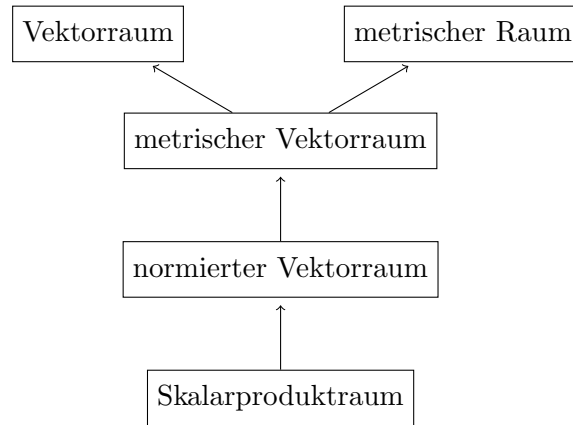 Vektorraum
metrischer Raum
metrischer Vektorraum
normierter Vektorraum
Skalarproduktraum